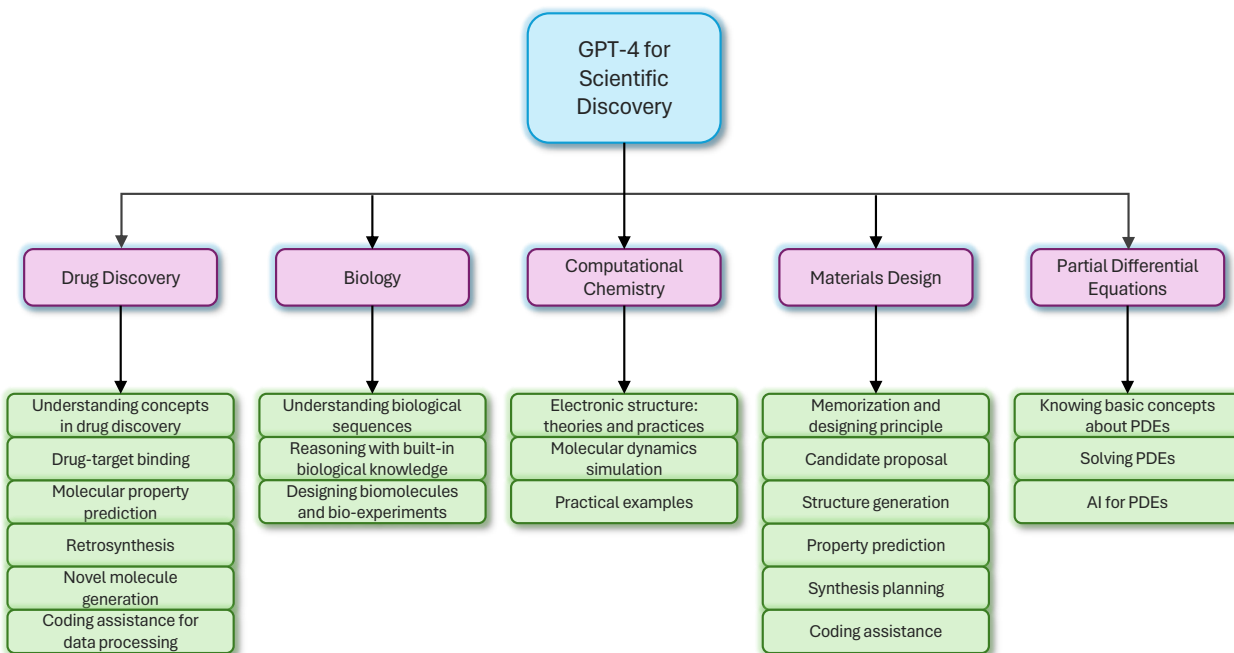 GPT-4 for
Scientific
Discovery
Drug Discovery
Biology
Computational
Chemistry
Materials Design
Partial Differential
Equations
Understanding concepts
in drug discovery
Drug-target binding
Molecular property
prediction
Retrosynthesis
Novel molecule
generation
Coding assistance for
data processing
Understanding biological
sequences
Reasoning with built-in
biological knowledge
Designing biomolecules
and bio-experiments
Electronic structure:
theories and practices
Molecular dynamics
simulation
Practical examples
Memorization and
designing principle
Candidate proposal
Structure generation
Property prediction
Synthesis planning
Coding assistance
Knowing basic concepts
about PDEs
Solving PDEs
AI for PDEs